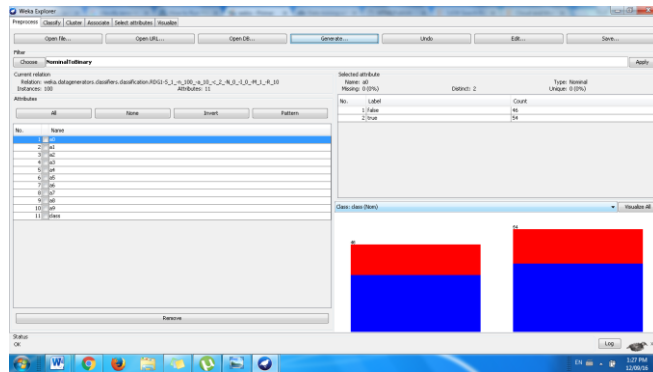 Weka Explorer
Preprocess Classify Cluster Associate Select attributes Visualize
Open file... Open URL... Open DB... Generate... Undo Edit... Save...
Filter
Choose NominalToBinary Apply
Current relation
Relation: weka.datagenerators.classifiers.classification.RDG1-S_1_-n_100_-a_10_-c_2_-N_0_-I_0_-M_1_-R_10
Instances: 100 Attributes: 11
Selected attribute
Name: a0 Type: Nominal
Missing: 0 (0%) Distinct: 2 Unique: 0 (0%)
Attributes
All None Invert Pattern
No. Name
1 a0
2 a1
3 a2
4 a3
5 a4
6 a5
7 a6
8 a7
9 a8
10 a9
11 class
Remove
No. Label Count
1 false 46
2 true 54
Class: class (Nom) Visualize All
46
54
Status
OK
Log
EN
1:27 PM
12/09/16